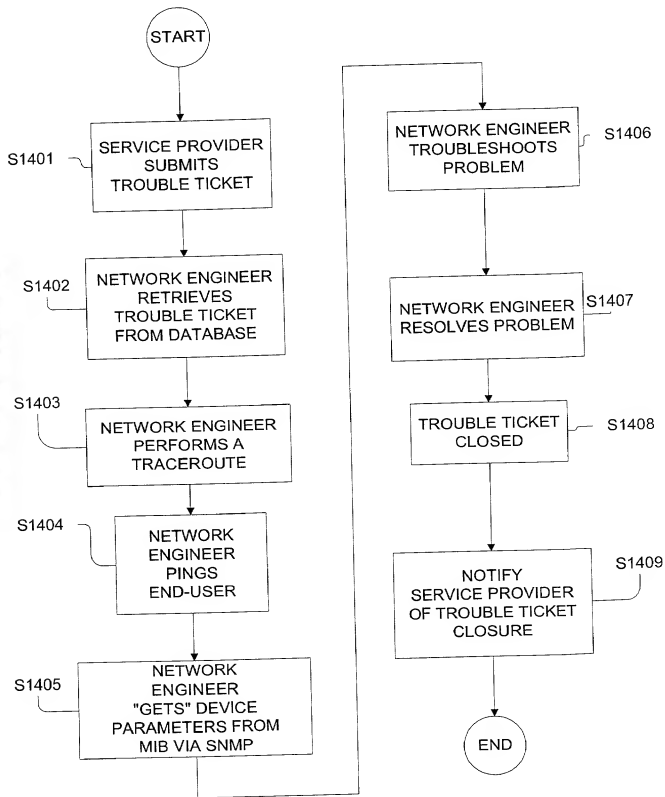 START
S1401
SERVICE PROVIDER
SUBMITS
TROUBLE TICKET
S1402
NETWORK ENGINEER
RETRIEVES
TROUBLE TICKET
FROM DATABASE
S1403
NETWORK ENGINEER
PERFORMS A
TRACEROUTE
S1404
NETWORK
ENGINEER
PINGS
END-USER
S1405
NETWORK
ENGINEER
"GETS" DEVICE
PARAMETERS FROM
MIB VIA SNMP
NETWORK ENGINEER
TROUBLESHOOTS
PROBLEM
S1406
NETWORK ENGINEER
RESOLVES PROBLEM
S1407
TROUBLE TICKET
CLOSED
S1408
NOTIFY
SERVICE PROVIDER
OF TROUBLE TICKET
CLOSURE
S1409
END